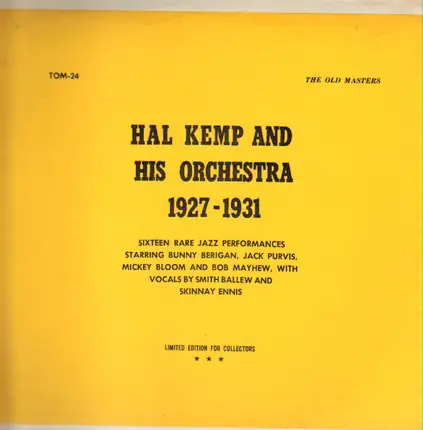 TOM-24
THE OLD MASTERS
HAL KEMP AND
HIS ORCHESTRA
1927-1931
SIXTEEN RARE JAZZ PERFORMANCES
STARRING BUNNY BERIGAN, JACK PURVIS,
MICKEY BLOOM AND BOB MAYHEW, WITH
VOCALS BY SMITH BALLEW AND
SKINNAY ENNIS
LIMITED EDITION FOR COLLECTORS
★ ★ ★